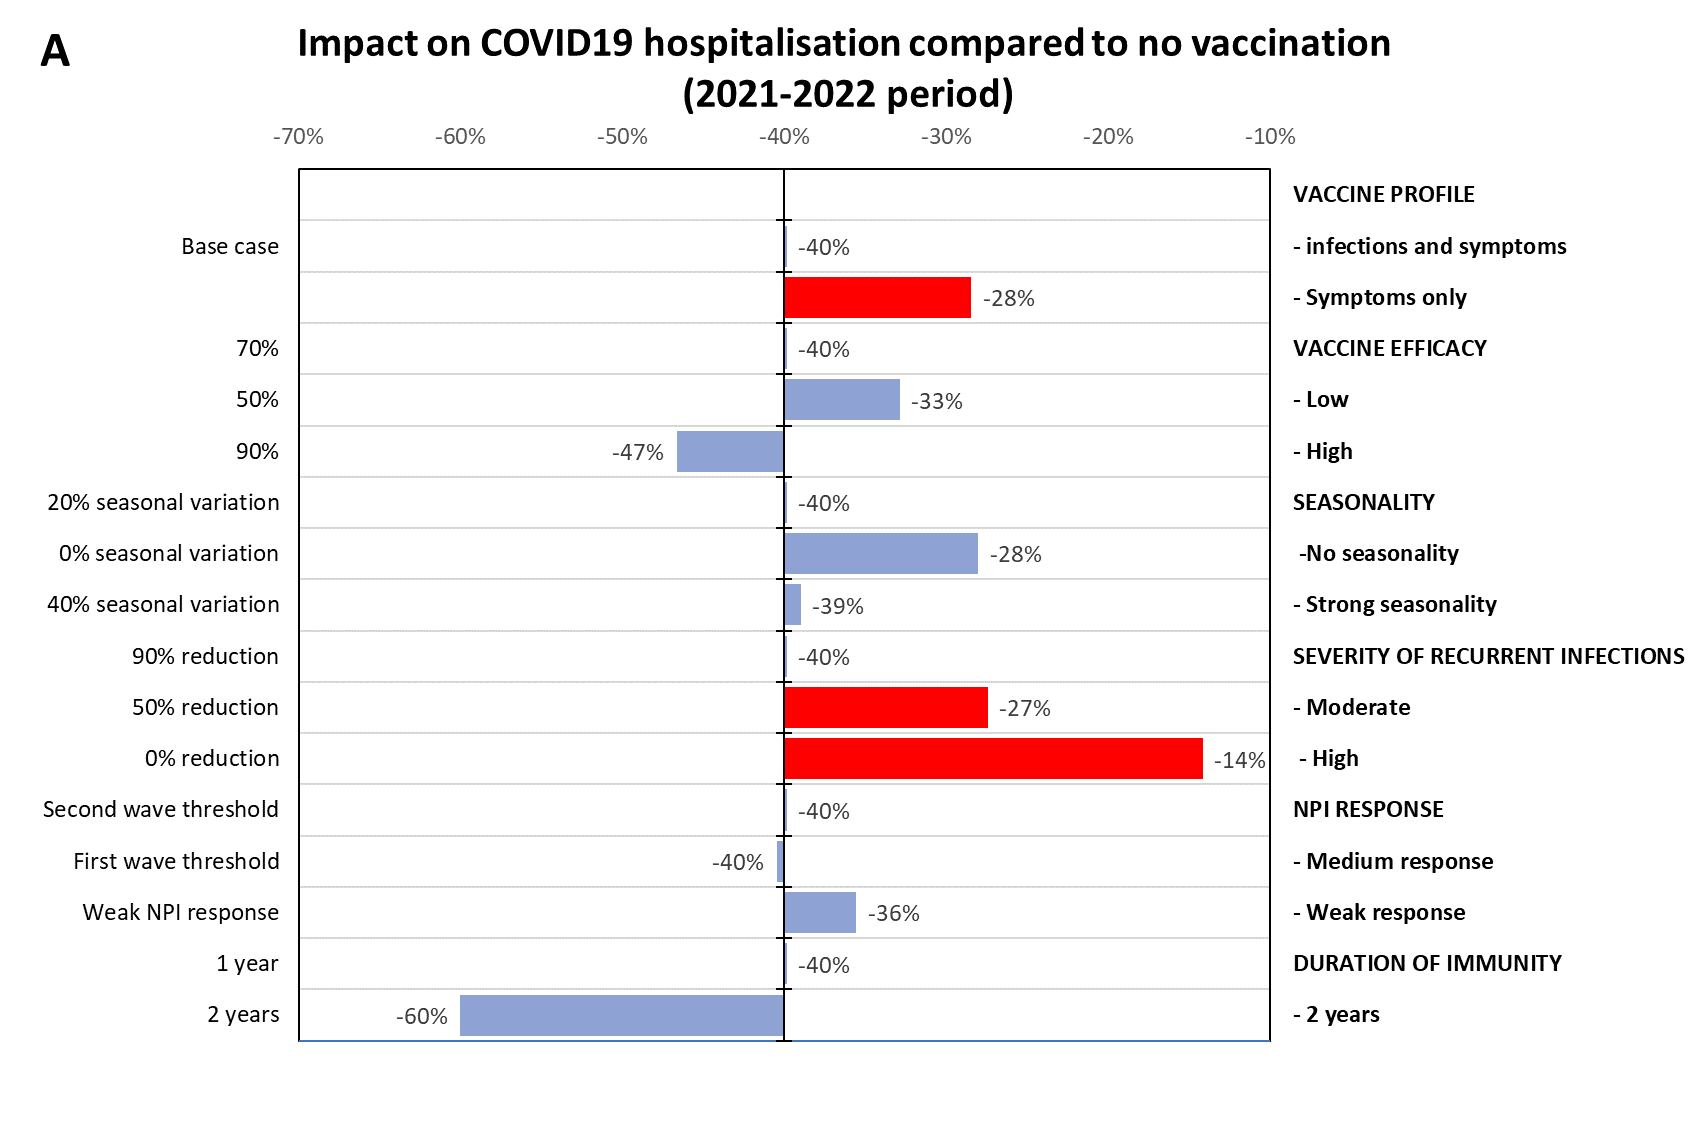 A
Impact on COVID19 hospitalisation compared to no vaccination
(2021-2022 period)
-70% -60% -50% -40% -30% -20% -10%
VACCINE PROFILE
Base case -40% - infections and symptoms
-28% - Symptoms only
70% -40% VACCINE EFFICACY
50% -33% - Low
90% -47% - High
20% seasonal variation -40% SEASONALITY
0% seasonal variation -28% -No seasonality
40% seasonal variation -39% - Strong seasonality
90% reduction -40% SEVERITY OF RECURRENT INFECTIONS
50% reduction -27% - Moderate
0% reduction -14% - High
Second wave threshold -40% NPI RESPONSE
First wave threshold -40% - Medium response
Weak NPI response -36% - Weak response
1 year -40% DURATION OF IMMUNITY
2 years -60% - 2 years